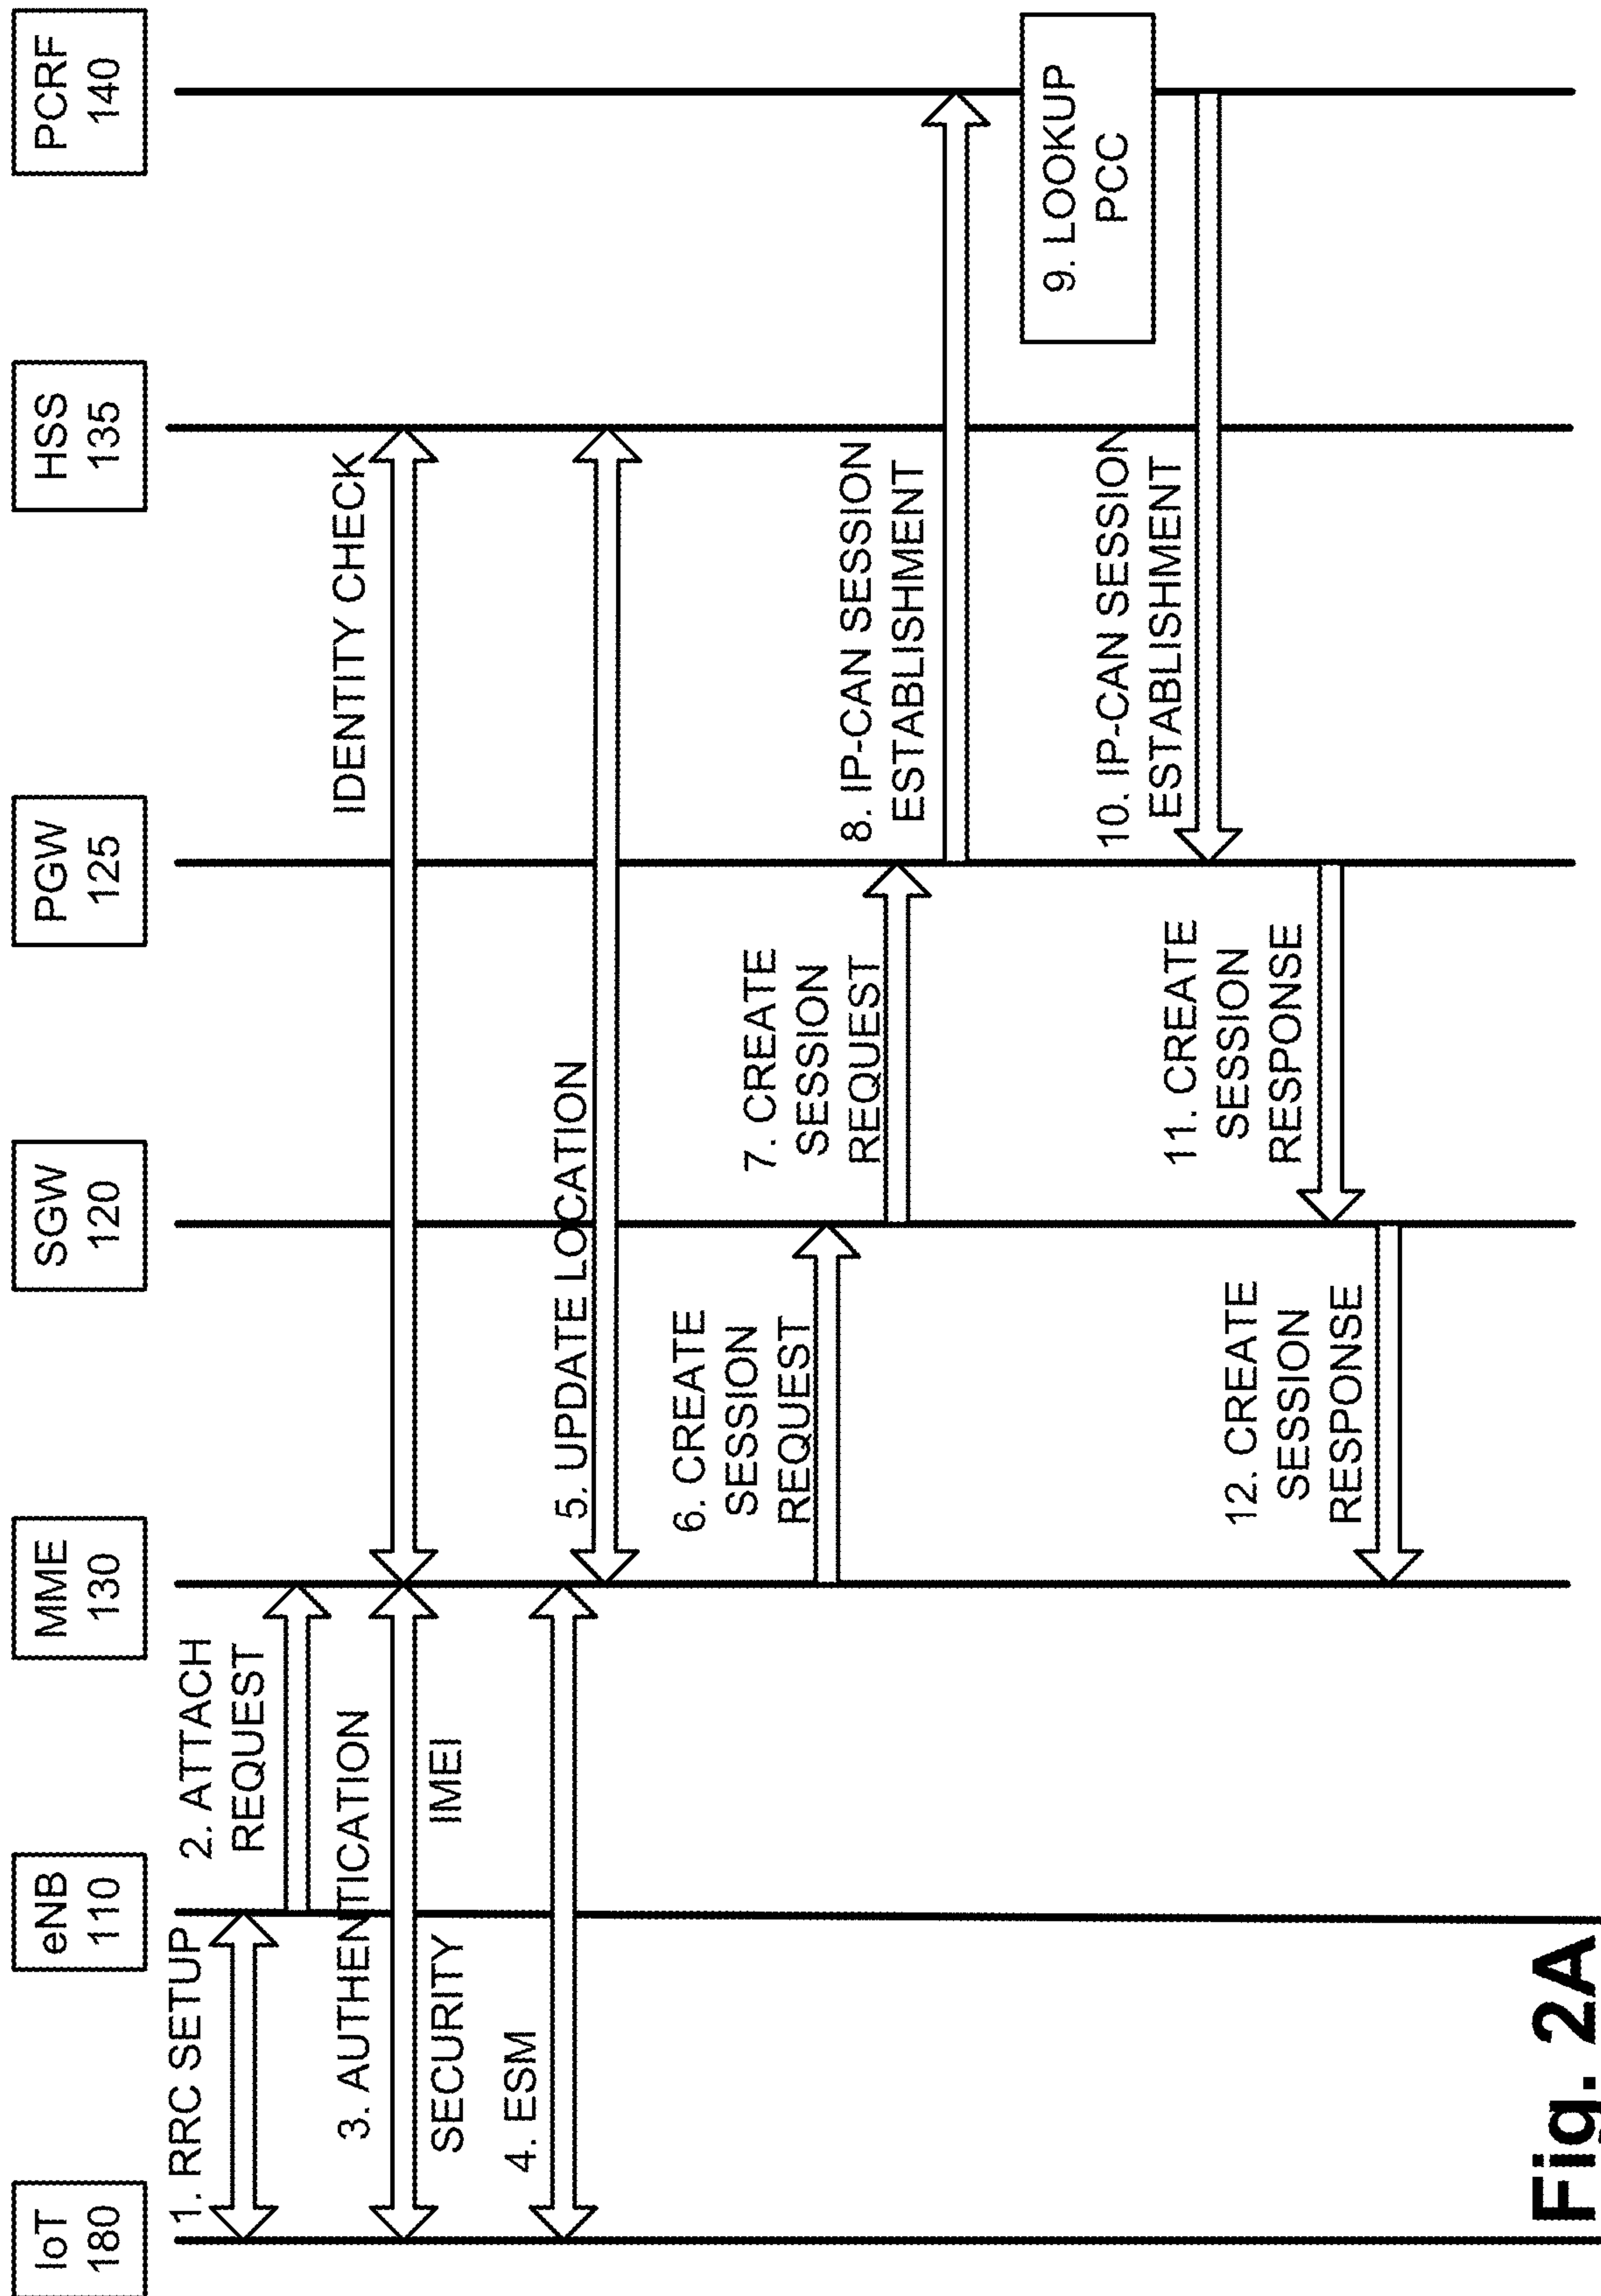 IoT
180
eNB
110
MME
130
SGW
120
PGW
125
HSS
135
PCRF
140
1. RRC SETUP
2. ATTACH
REQUEST
3. AUTHENTICATION
IDENTITY CHECK
SECURITY
IMEI
4. ESM
5. UPDATE LOCATION
6. CREATE
SESSION
REQUEST
7. CREATE
SESSION
REQUEST
8. IP-CAN SESSION
ESTABLISHMENT
9. LOOKUP
PCC
10. IP-CAN SESSION
ESTABLISHMENT
11. CREATE
SESSION
RESPONSE
12. CREATE
SESSION
RESPONSE
Fig. 2A